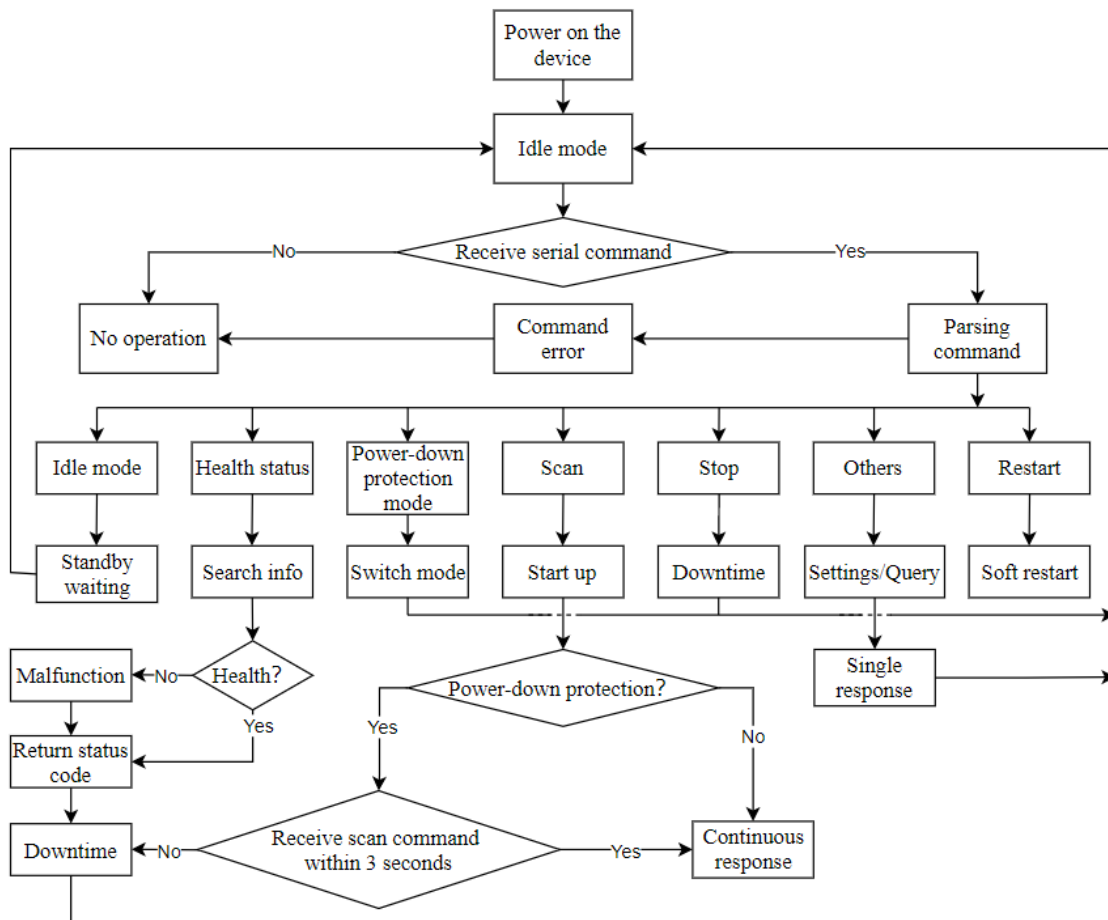 Power on the
device
Idle mode
Receive serial command
No
Yes
No operation
Command
error
Parsing
command
Idle mode
Health status
Power-down
protection
mode
Scan
Stop
Others
Restart
Standby
waiting
Search info
Switch mode
Start up
Downtime
Settings/Query
Soft restart
Malfunction
No
Health?
Power-down protection?
Single
response
Yes
Yes
No
Return status
code
Downtime
No
Receive scan command
within 3 seconds
Yes
Continuous
response